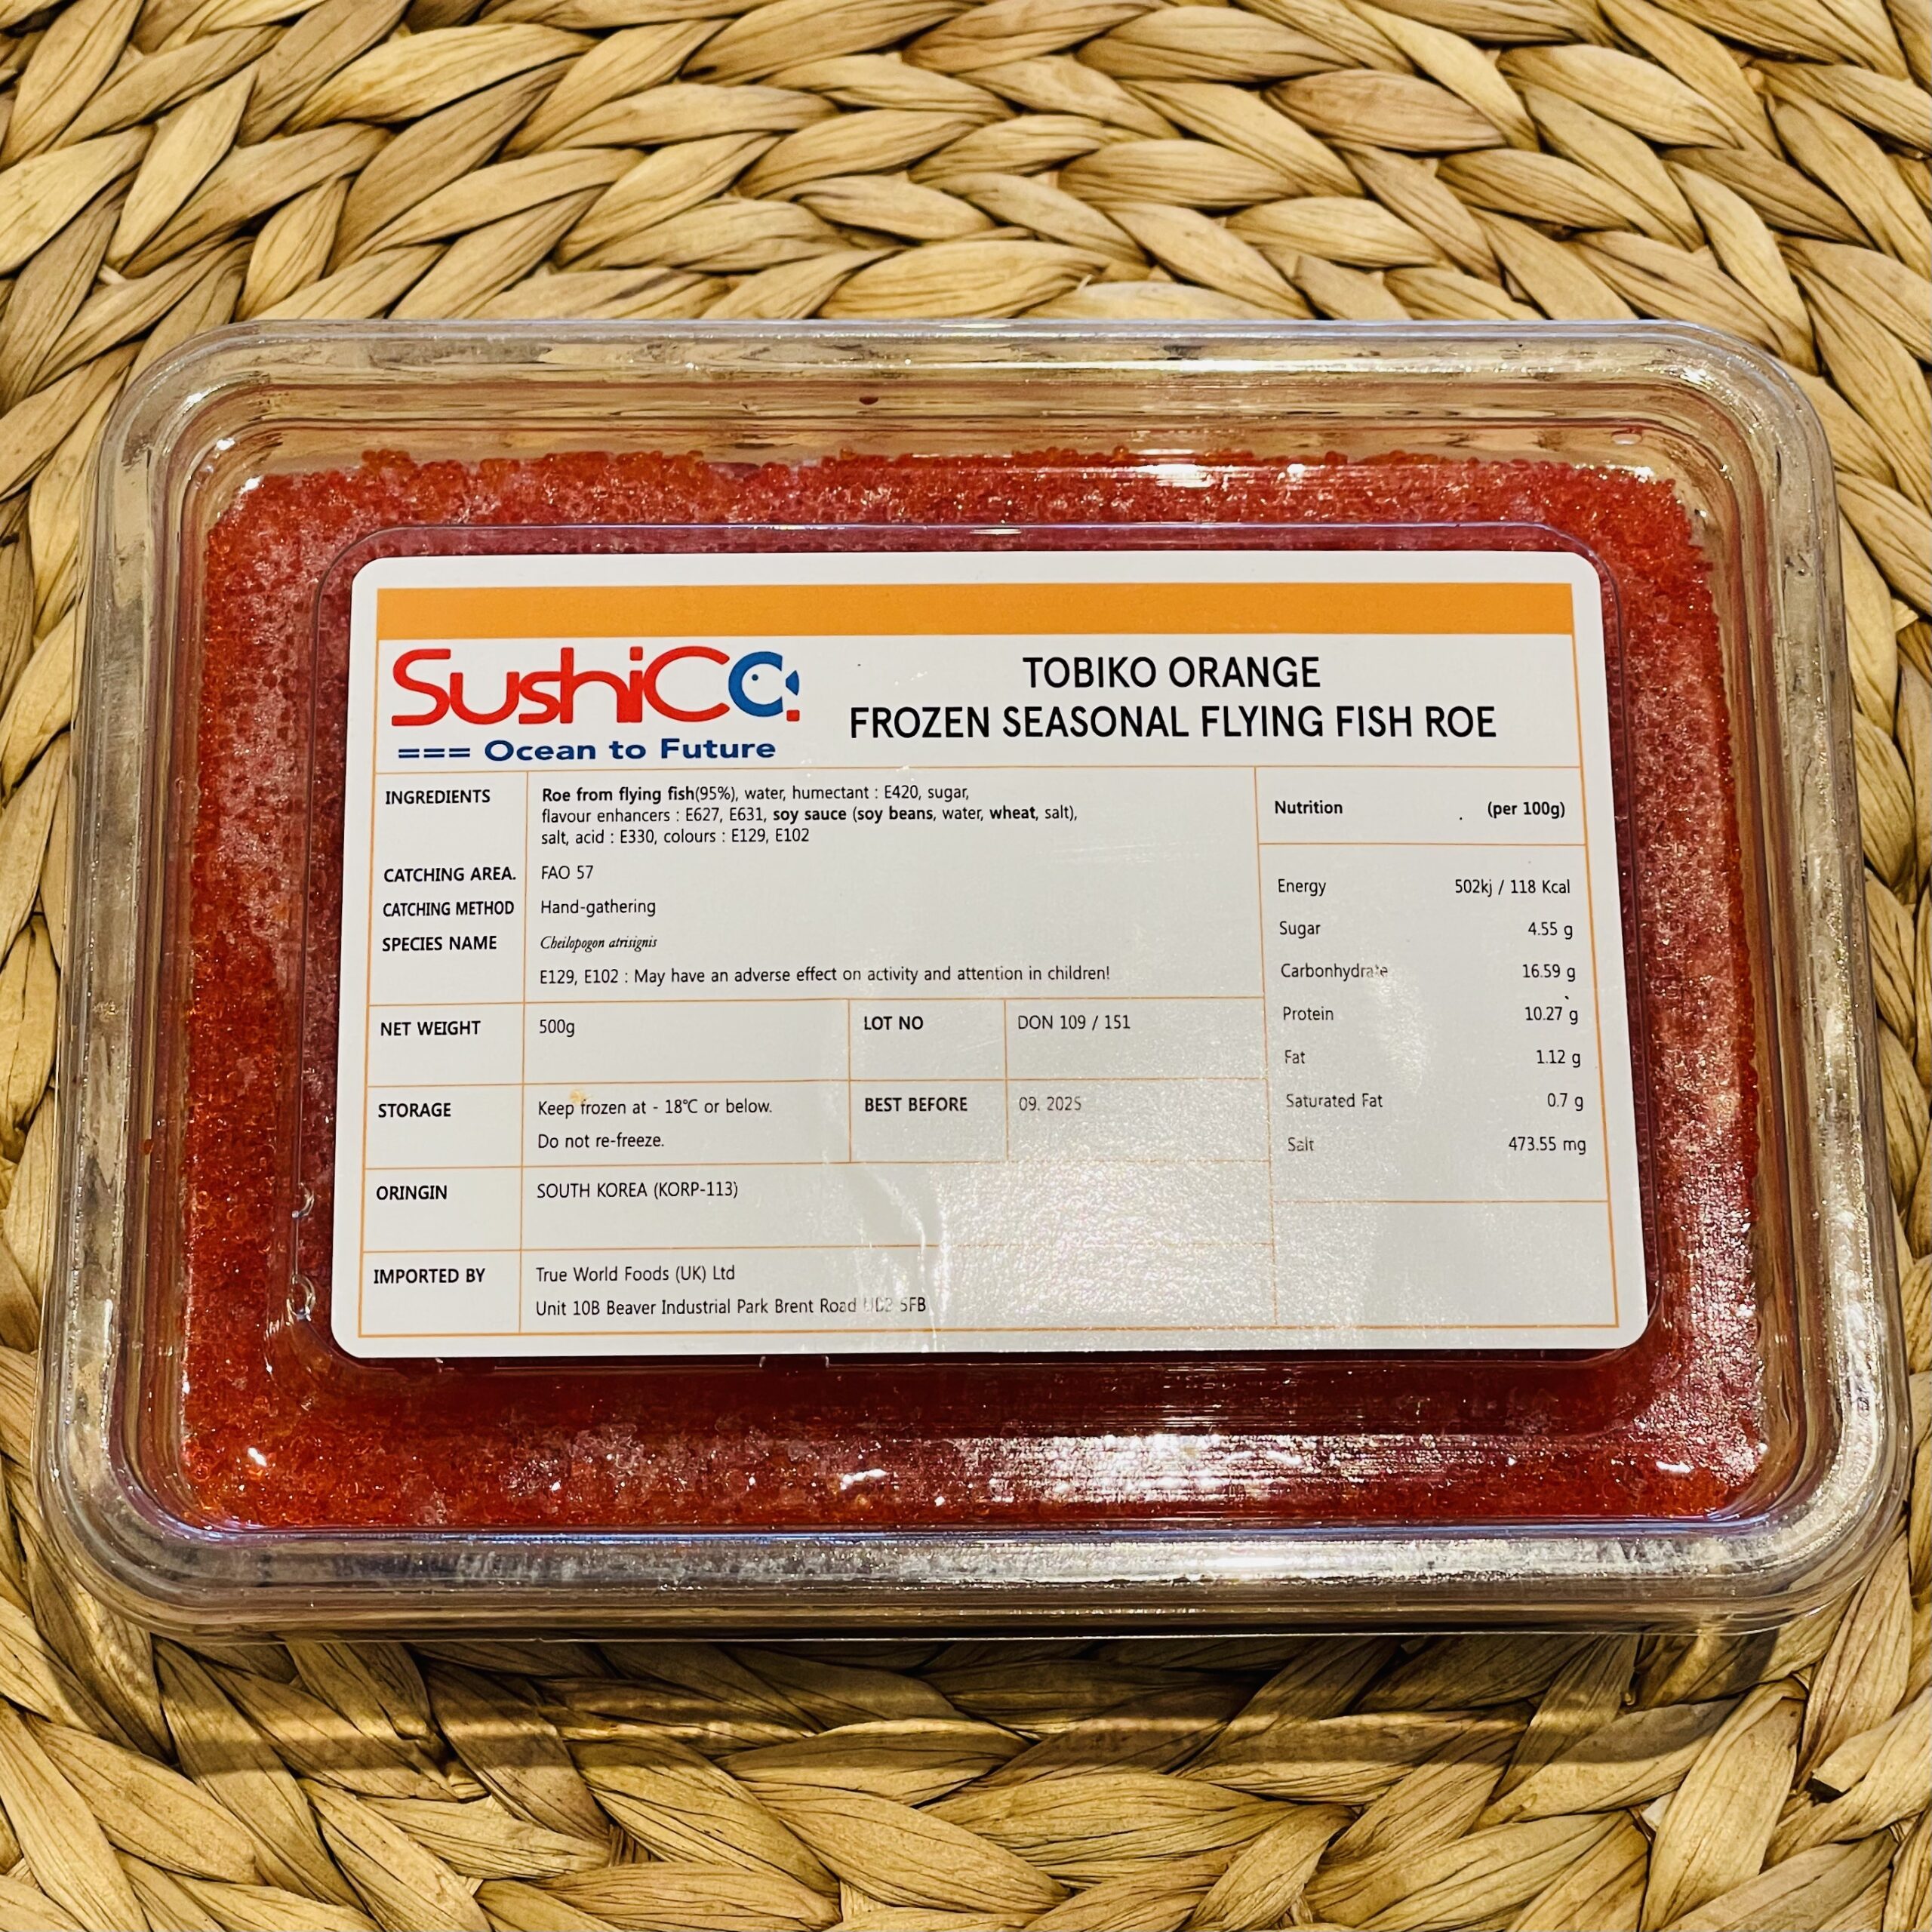 SushiCO.
=== Ocean to Future
TOBIKO ORANGE
FROZEN SEASONAL FLYING FISH ROE
INGREDIENTS
Roe from flying fish(95%), water, humectant : E420, sugar,
flavour enhancers : E627, E631, soy sauce (soy beans, water, wheat, salt),
salt, acid : E330, colours : E129, E102
CATCHING AREA. FAO 57
CATCHING METHOD Hand-gathering
SPECIES NAME Cheilopogon atrisignis
E129, E102 : May have an adverse effect on activity and attention in children!
NET WEIGHT 500g LOT NO DON 109 / 151
STORAGE Keep frozen at - 18℃ or below. BEST BEFORE 09. 2025
Do not re-freeze.
ORINGIN SOUTH KOREA (KORP-113)
IMPORTED BY True World Foods (UK) Ltd
Unit 10B Beaver Industrial Park Brent Road 5FB
Nutrition (per 100g)
Energy 502kj / 118 Kcal
Sugar 4.55 g
Carbonhydrate 16.59 g
Protein 10.27 g
Fat 1.12 g
Saturated Fat 0.7 g
Salt 473.55 mg